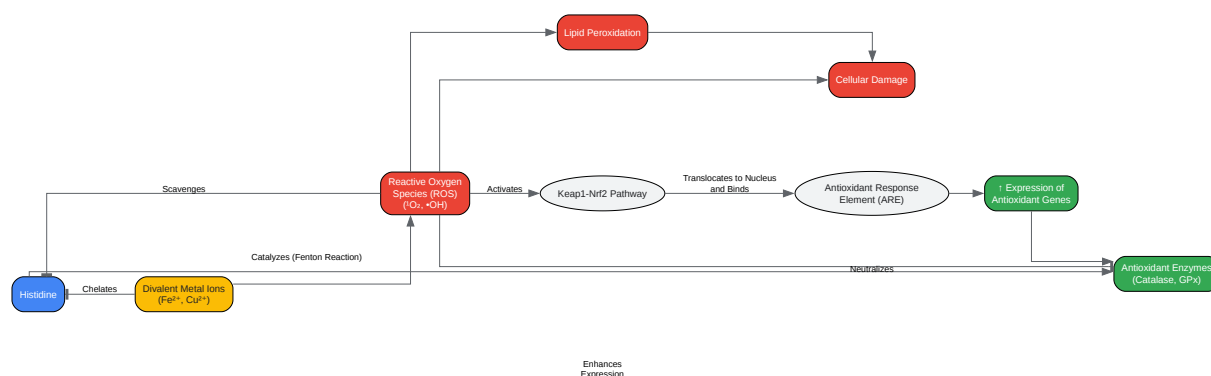 Lipid Peroxidation
Cellular Damage
Scavenges
Reactive Oxygen
Species (ROS)
(¹O₂, •OH)
Activates
Keap1-Nrf2 Pathway
Translocates to Nucleus
and Binds
Antioxidant Response
Element (ARE)
↑ Expression of
Antioxidant Genes
Catalyzes (Fenton Reaction)
Neutralizes
Antioxidant Enzymes
(Catalase, GPx)
Histidine
Chelates
Divalent Metal Ions
(Fe²⁺, Cu²⁺)
Enhances
Expression